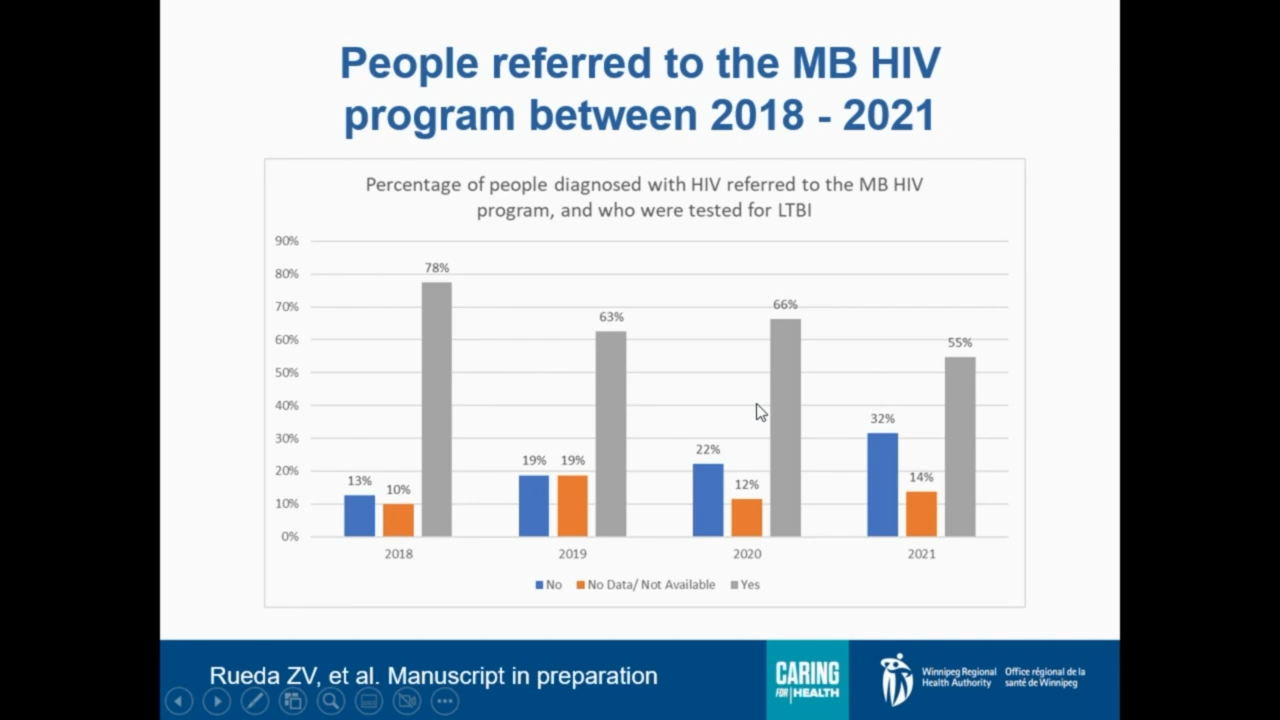 People referred to the MB HIV
program between 2018 - 2021
Percentage of people diagnosed with HIV referred to the MB HIV
program, and who were tested for LTBI
90%
80%
70%
60%
50%
40%
30%
20%
10%
0%
13%
10%
78%
19%
19%
63%
22%
12%
66%
32%
14%
55%
2018
2019
2020
2021
No
No Data/ Not Available
Yes
Rueda ZV, et al. Manuscript in preparation
CARING
FOR HEALTH
Winnipeg Regional
Health Authority
Office régional de la
santé de Winnipeg